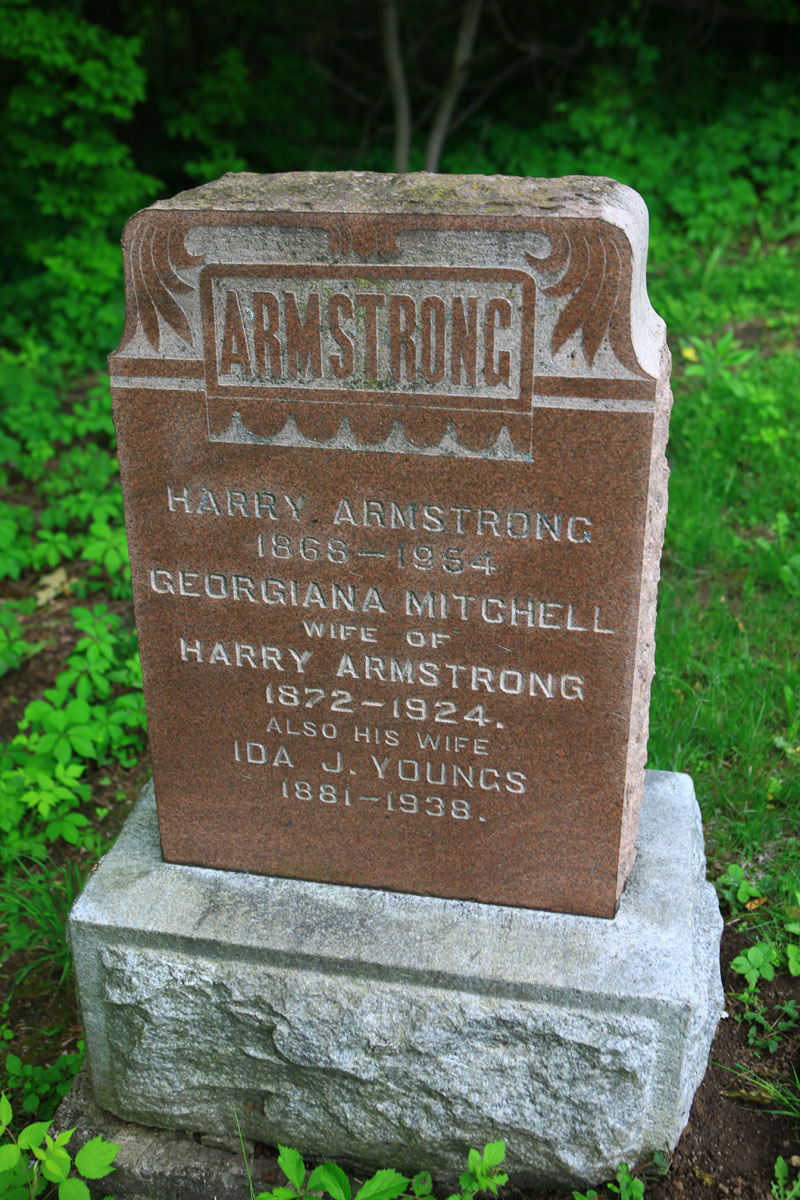 ARMSTRONG
HARRY ARMSTRONG
1868 – 1954
GEORGIANA MITCHELL
WIFE OF
HARRY ARMSTRONG
1872 – 1924.
ALSO HIS WIFE
IDA J. YOUNGS
1881 – 1938.